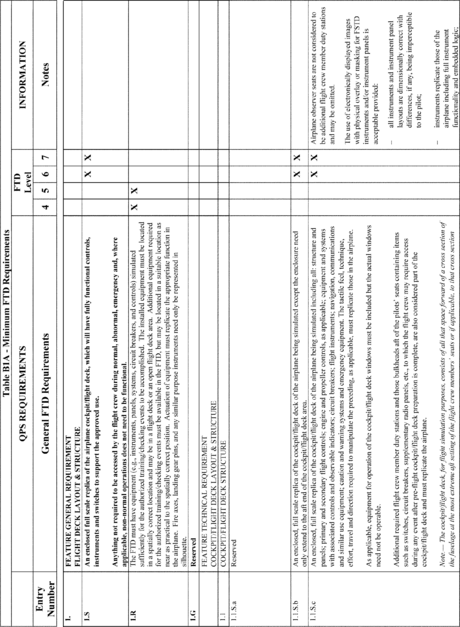 Table B1A - Minimum FTD Requirements
QPS REQUIREMENTS
FTD Level
INFORMATION
Entry Number
General FTD Requirements
4
5
6
7
Notes
1.
FEATURE GENERAL REQUIREMENT
FLIGHT DECK LAYOUT & STRUCTURE
1.S
An enclosed full scale replica of the airplane cockpit/flight deck, which will have fully functional controls,
instruments and switches to support the approved use.
X
X
Anything not required to be accessed by the flight crew during normal, abnormal, emergency and, where
applicable, non-normal operations does not need to be functional.
1.R
The FTD must have equipment (e.g., instruments, panels, systems, circuit breakers, and controls) simulated
sufficiently for the authorized training/checking events to be accomplished. The installed equipment must be located
in a spatially correct location and may be in a flight deck or an open flight deck area. Additional equipment required
for the authorized training/checking events must be available in the FTD, but may be located in a suitable location as
near as practical to the spatially correct position. Actuation of equipment must replicate the appropriate function in
the airplane. Fire axes, landing gear pins, and any similar purpose instruments need only be represented in
silhouette.
X
X
1.G
Reserved
FEATURE TECHNICAL REQUIREMENT
COCKPIT/FLIGHT DECK LAYOUT & STRUCTURE
1.1
COCKPIT/FLIGHT DECK STRUCTURE
1.1.S.a
Reserved
1.1.S.b
An enclosed, full scale replica of the cockpit/flight deck of the airplane being simulated except the enclosure need
only extend to the aft end of the cockpit/flight deck area.
X
X
1.1.S.c
An enclosed, full scale replica of the cockpit/flight deck of the airplane being simulated including all: structure and
panels; primary and secondary flight controls; engine and propeller controls, as applicable; equipment and systems
with associated controls and observable indicators; circuit breakers; flight instruments; navigation, communications
and similar use equipment; caution and warning systems and emergency equipment. The tactile feel, technique,
effort, travel and direction required to manipulate the preceding, as applicable, must replicate those in the airplane.
X
X
Airplane observer seats are not considered to
be additional flight crew member duty stations
and may be omitted.
The use of electronically displayed images
with physical overlay or masking for FSTD
instruments and/or instrument panels is
acceptable provided:
As applicable, equipment for operation of the cockpit/flight deck windows must be included but the actual windows
need not be operable.
– all instruments and instrument panel
layouts are dimensionally correct with
differences, if any, being imperceptible
to the pilot;
Additional required flight crew member duty stations and those bulkheads aft of the pilots' seats containing items
such as switches, circuit breakers, supplementary radio panels, etc., to which the flight crew may require access
during any event after pre-flight cockpit/flight deck preparation is complete, are also considered part of the
cockpit/flight deck and must replicate the airplane.
– instruments replicate those of the
airplane including full instrument
functionality and embedded logic;
Note.— The cockpit/flight deck, for flight simulation purposes, consists of all that space forward of a cross section of
the fuselage at the most extreme aft setting of the flight crew members' seats or if applicable, to that cross section